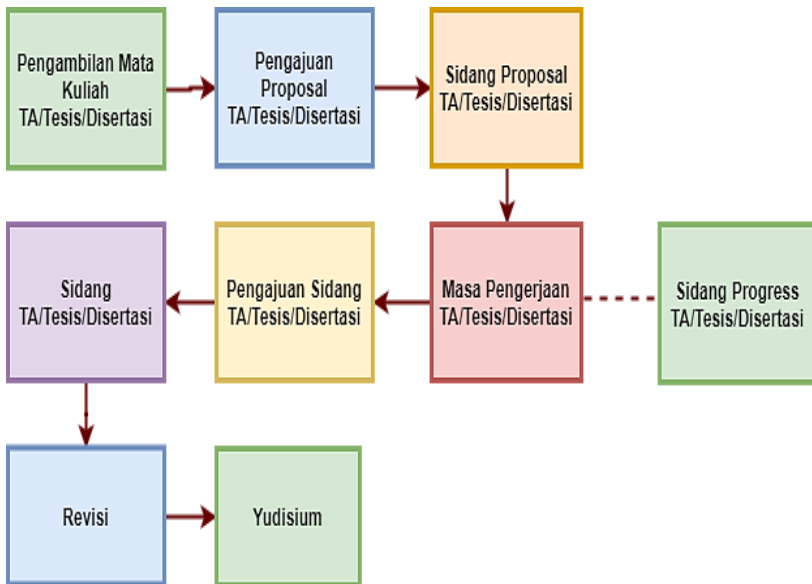 Pengambilan Mata
Kuliah
TA/Tesis/Disertasi
Pengajuan
Proposal
TA/Tesis/Disertasi
Sidang Proposal
TA/Tesis/Disertasi
Masa Pengerjaan
TA/Tesis/Disertasi
Sidang Progress
TA/Tesis/Disertasi
Pengajuan Sidang
TA/Tesis/Disertasi
Sidang
TA/Tesis/Disertasi
Revisi
Yudisium